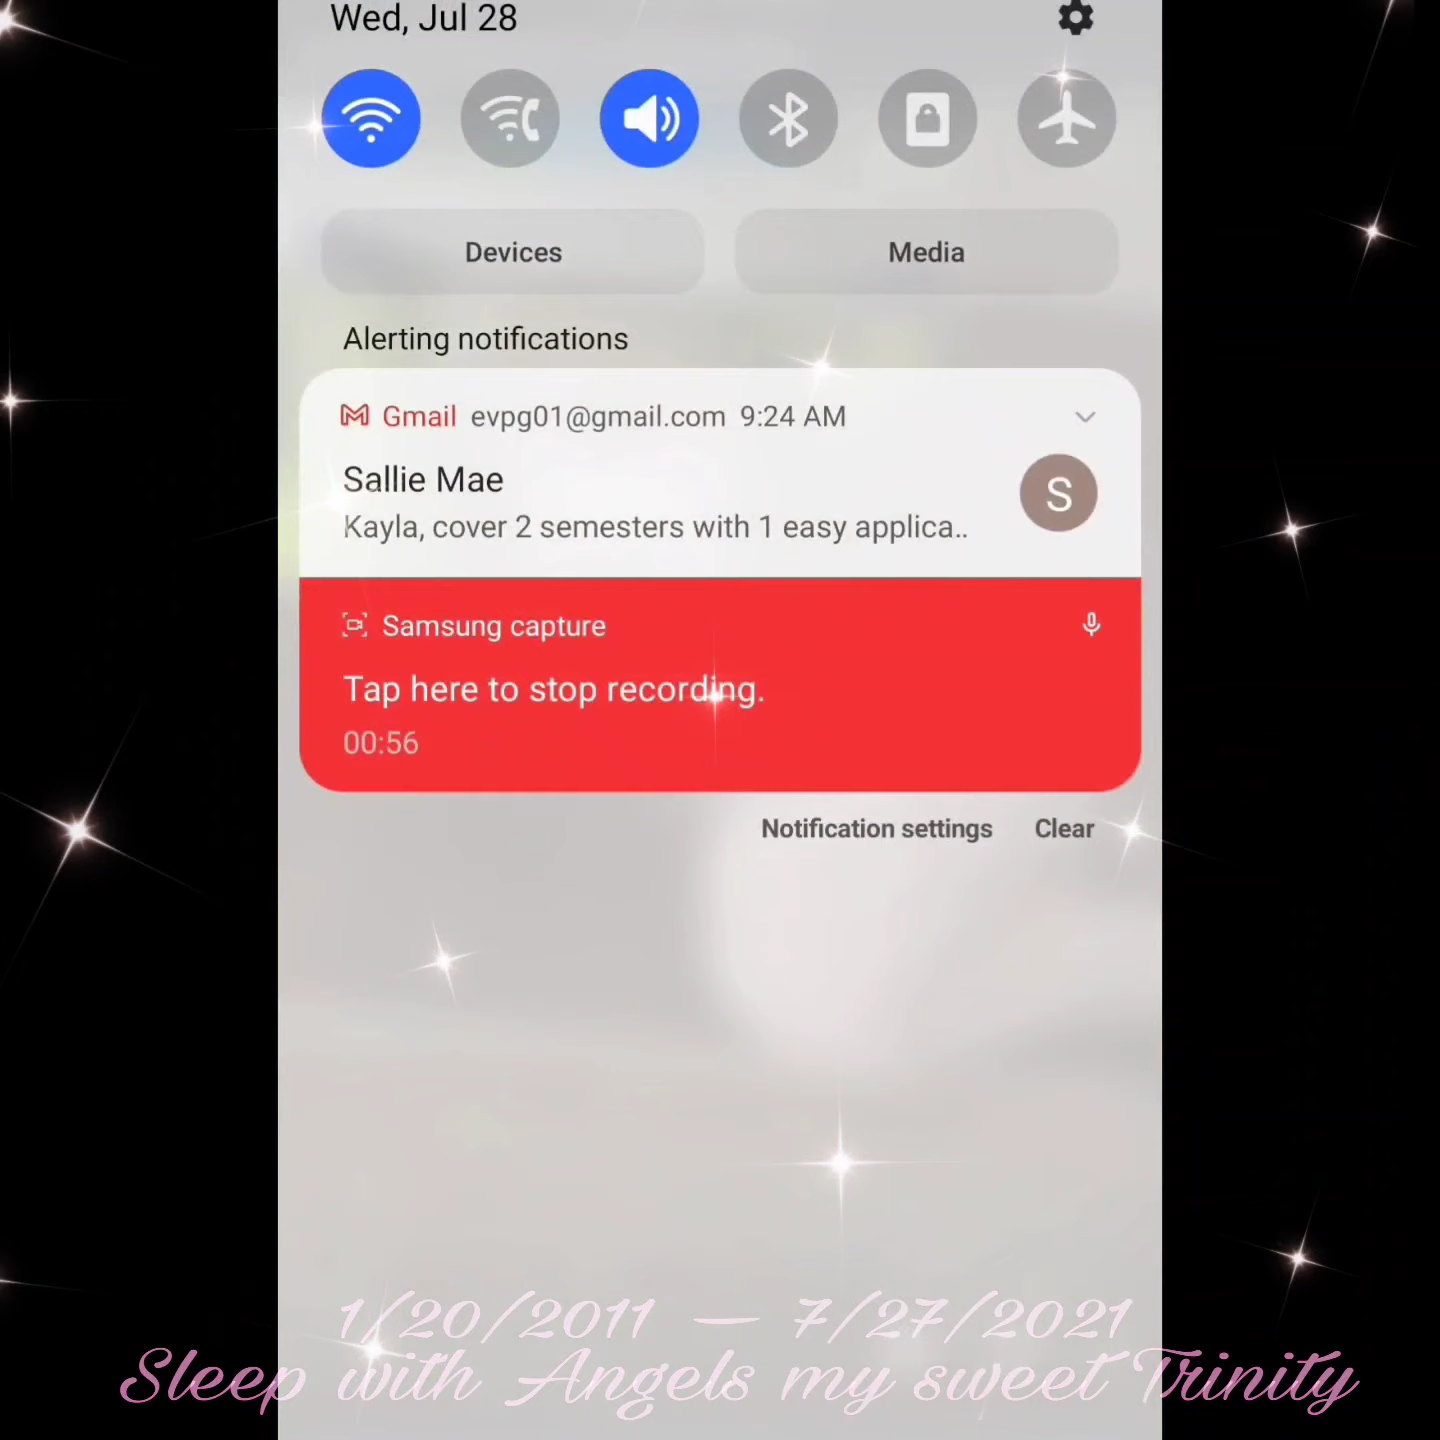 Wed, Jul 28
Devices
Media
Alerting notifications
Gmail evpg01@gmail.com 9:24 AM
Sallie Mae
S
Kayla, cover 2 semesters with 1 easy applica..
Samsung capture
Tap here to stop recording.
00:56
Notification settings Clear
1/20/2011 — 7/27/2021
Sleep with Angels my sweet Trinity